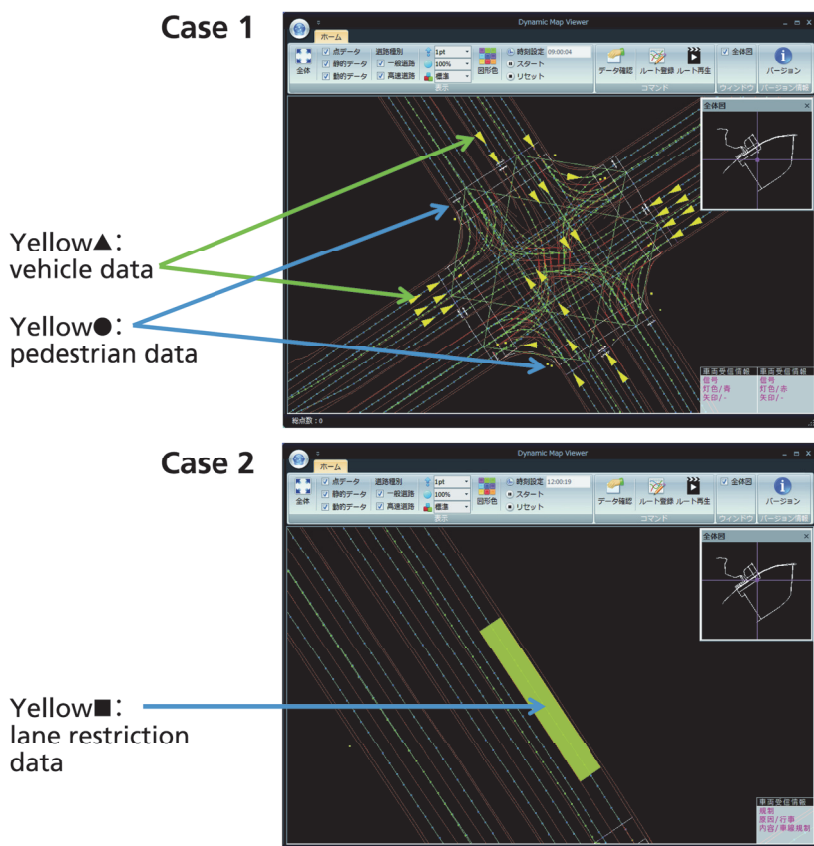 Case 1
Dynamic Map Viewer
ホーム
全体
点データ
静的データ
動的データ
道路種別
一般道路
高速道路
1pt
100%
標準
図形色
時刻設定 09:00:04
スタート
リセット
表示
データ確認
ルート登録
ルート再生
コマンド
全体図
ウィンドウ
バージョン
バージョン情報
全体図
Yellow▲:
vehicle data
Yellow●:
pedestrian data
車両受信情報
信号
灯色/青
矢印/-
車両受信情報
信号
灯色/赤
矢印/-
総点数:0
Case 2
Dynamic Map Viewer
ホーム
全体
点データ
静的データ
動的データ
道路種別
一般道路
高速道路
1pt
100%
標準
図形色
時刻設定 12:00:19
スタート
リセット
表示
データ確認
ルート登録
ルート再生
コマンド
全体図
ウィンドウ
バージョン
バージョン情報
全体図
Yellow■:
lane restriction
data
車両受信情報
規制
原因/行事
内容/車線規制